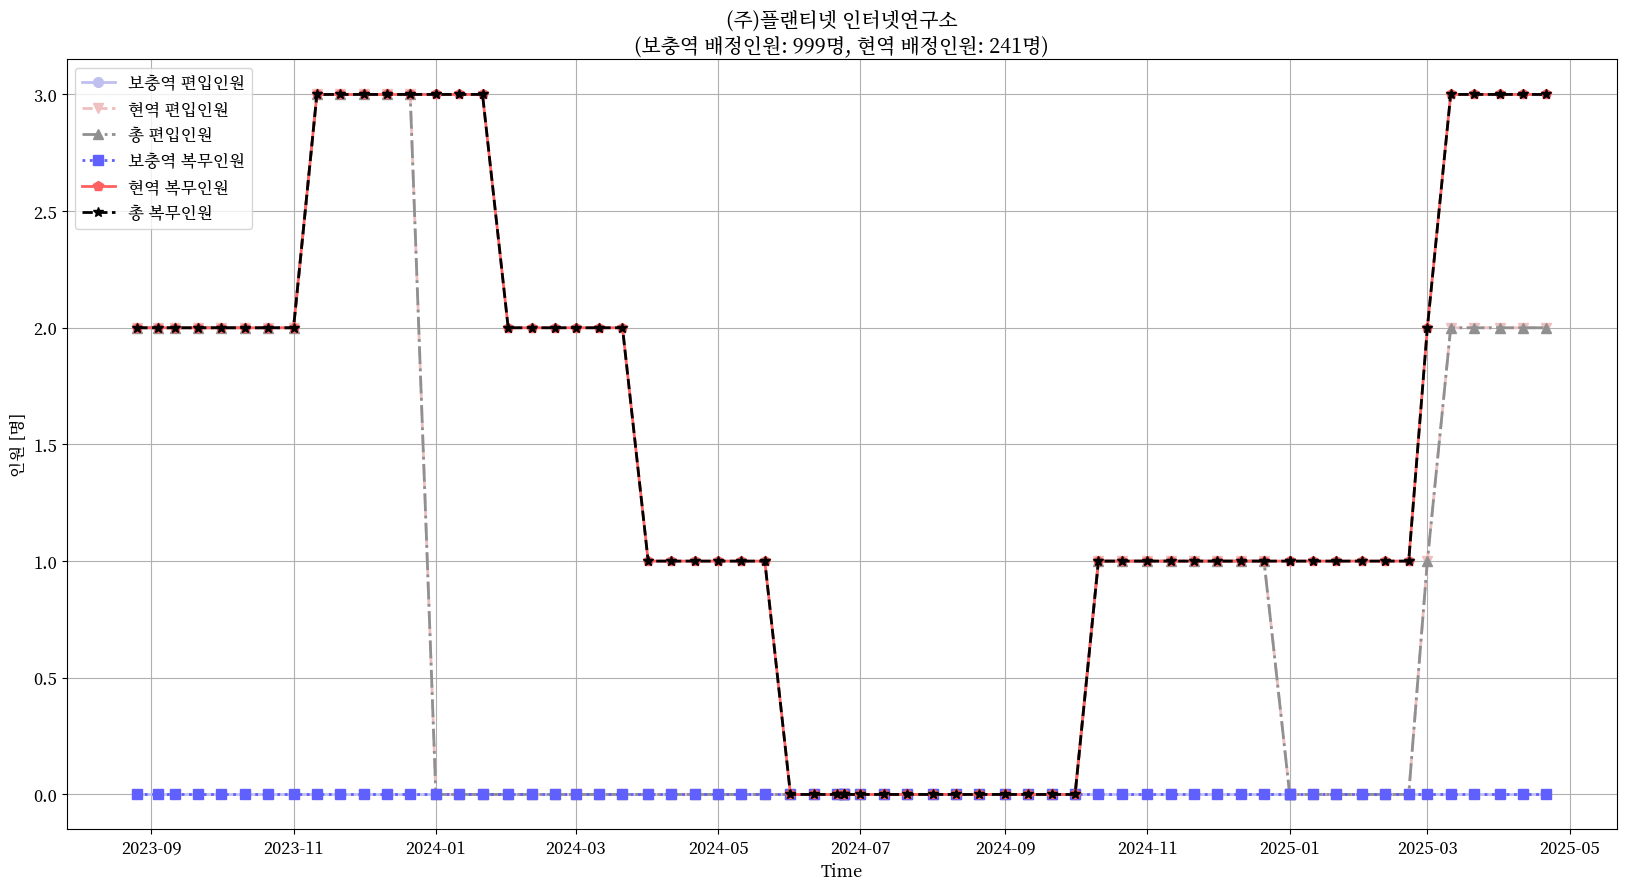 (주)플랜티넷 인터넷연구소
(보충역 배정인원: 999명, 현역 배정인원: 241명)
보충역 편입인원
현역 편입인원
총 편입인원
보충역 복무인원
현역 복무인원
총 복무인원
인원 [명]
3.0
2.5
2.0
1.5
1.0
0.5
0.0
2023-09
2023-11
2024-01
2024-03
2024-05
2024-07
2024-09
2024-11
2025-01
2025-03
2025-05
Time